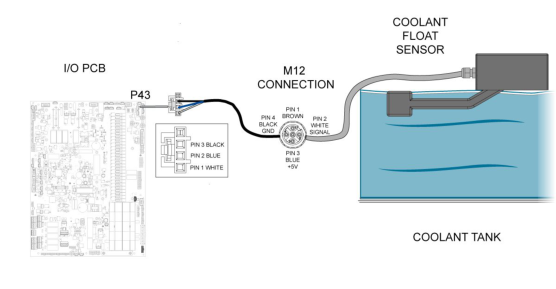 COOLANT
FLOAT
SENSOR
I/O PCB
M12
CONNECTION
P43
PIN 1
BROWN
PIN 4
BLACK
GND
PIN 2
WHITE
SIGNAL
PIN 3
BLUE
+5V
PIN 3 BLACK
PIN 2 BLUE
PIN 1 WHITE
COOLANT TANK